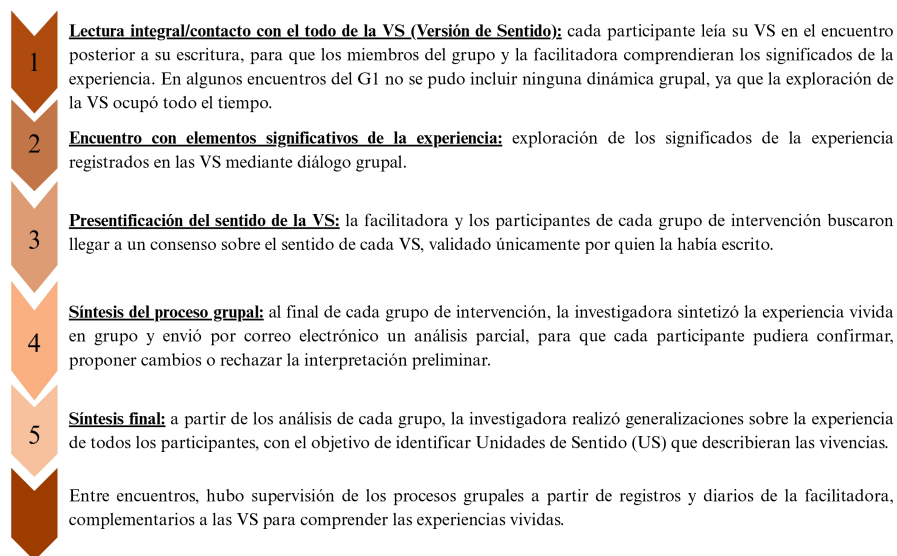 1
Lectura integral/contacto con el todo de la VS (Versión de Sentido): cada participante leía su VS en el encuentro
posterior a su escritura, para que los miembros del grupo y la facilitadora comprendieran los significados de la
experiencia. En algunos encuentros del G1 no se pudo incluir ninguna dinámica grupal, ya que la exploración de
la VS ocupó todo el tiempo.
2
Encuentro con elementos significativos de la experiencia: exploración de los significados de la experiencia
registrados en las VS mediante diálogo grupal.
3
Presentificación del sentido de la VS: la facilitadora y los participantes de cada grupo de intervención buscaron
llegar a un consenso sobre el sentido de cada VS, validado únicamente por quien la había escrito.
4
Síntesis del proceso grupal: al final de cada grupo de intervención, la investigadora sintetizó la experiencia vivida
en grupo y envió por correo electrónico un análisis parcial, para que cada participante pudiera confirmar,
proponer cambios o rechazar la interpretación preliminar.
5
Síntesis final: a partir de los análisis de cada grupo, la investigadora realizó generalizaciones sobre la experiencia
de todos los participantes, con el objetivo de identificar Unidades de Sentido (US) que describieran las vivencias.
Entre encuentros, hubo supervisión de los procesos grupales a partir de registros y diarios de la facilitadora,
complementarios a las VS para comprender las experiencias vividas.